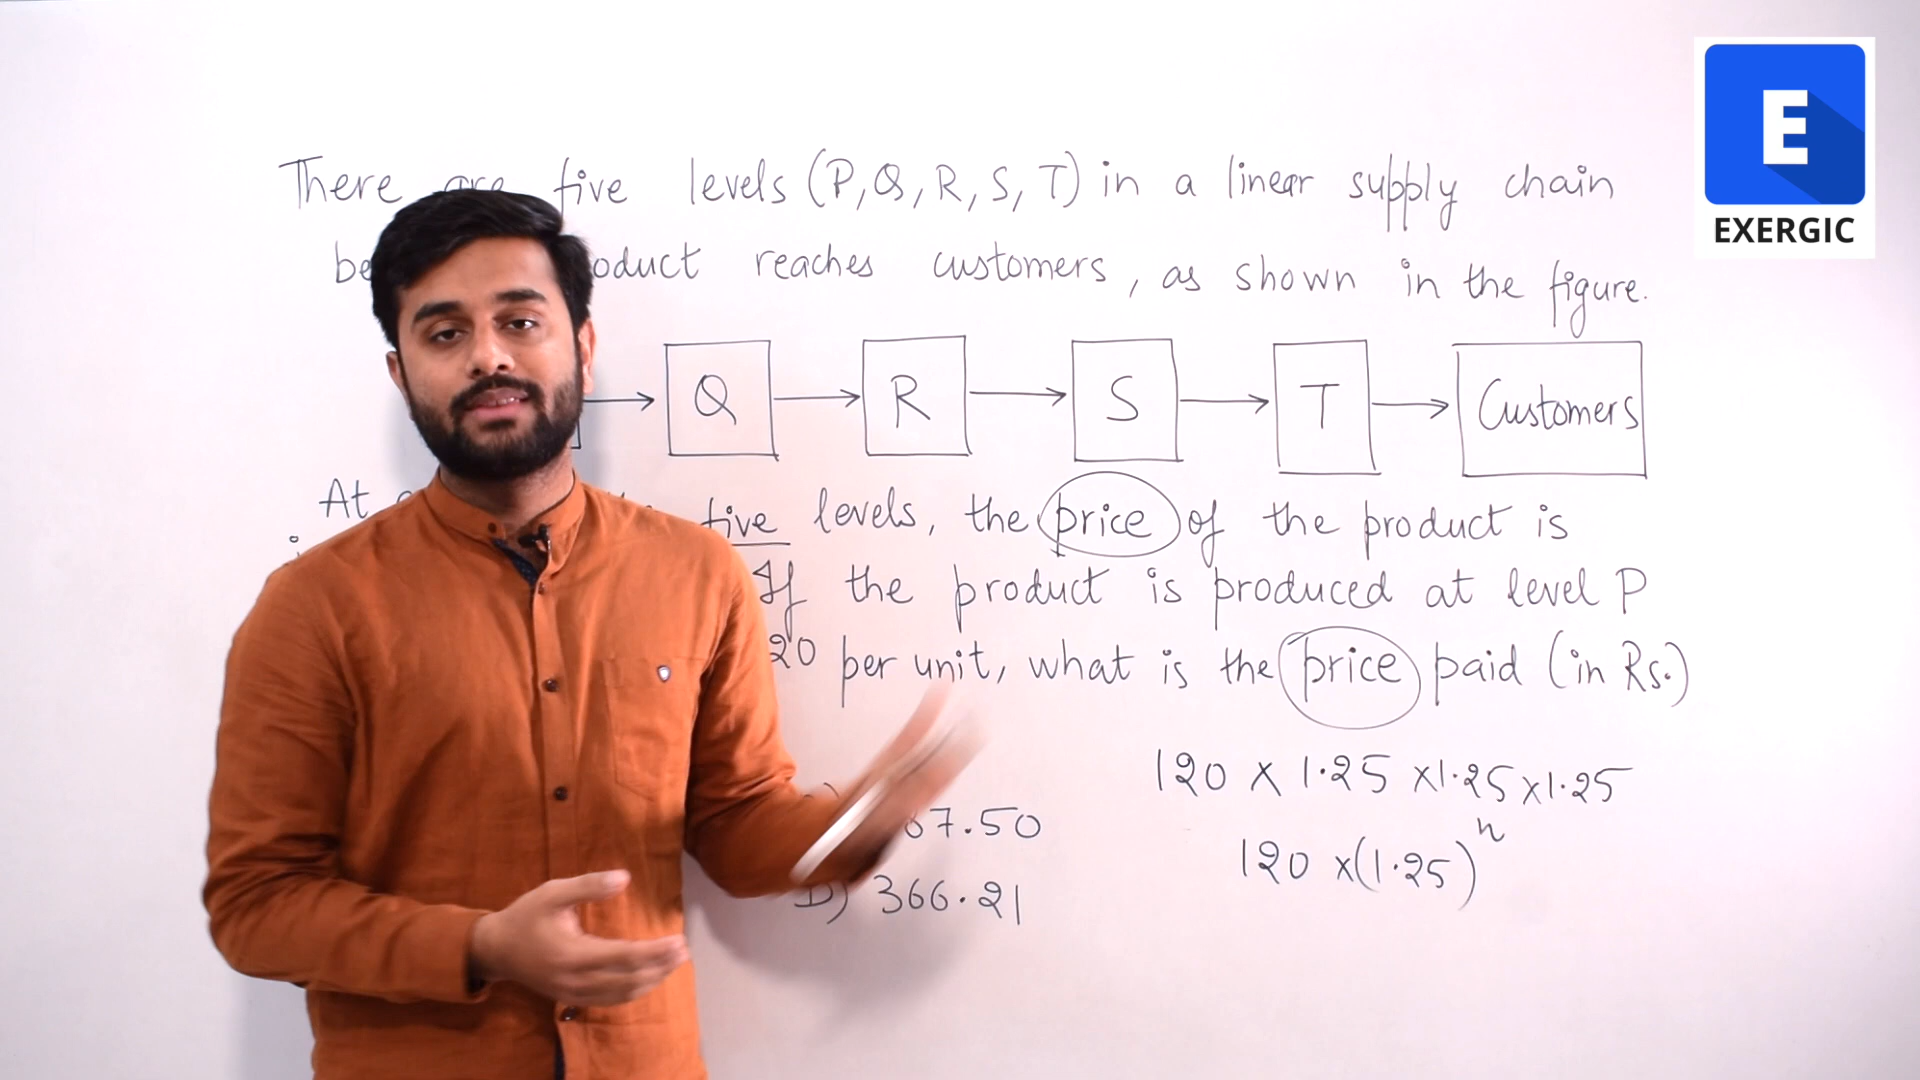 There are five levels (P, Q, R, S, T) in a linear supply chain
be oduct reaches customers, as shown in the figure.
Q R S T Customers
At five levels, the price of the product is
If the product is produced at level P
20 per unit, what is the price paid (in Rs.)
120 x 1.25 x1.25 x1.25
67.50
120 x(1.25)^n
D) 366.21
E
EXERGIC